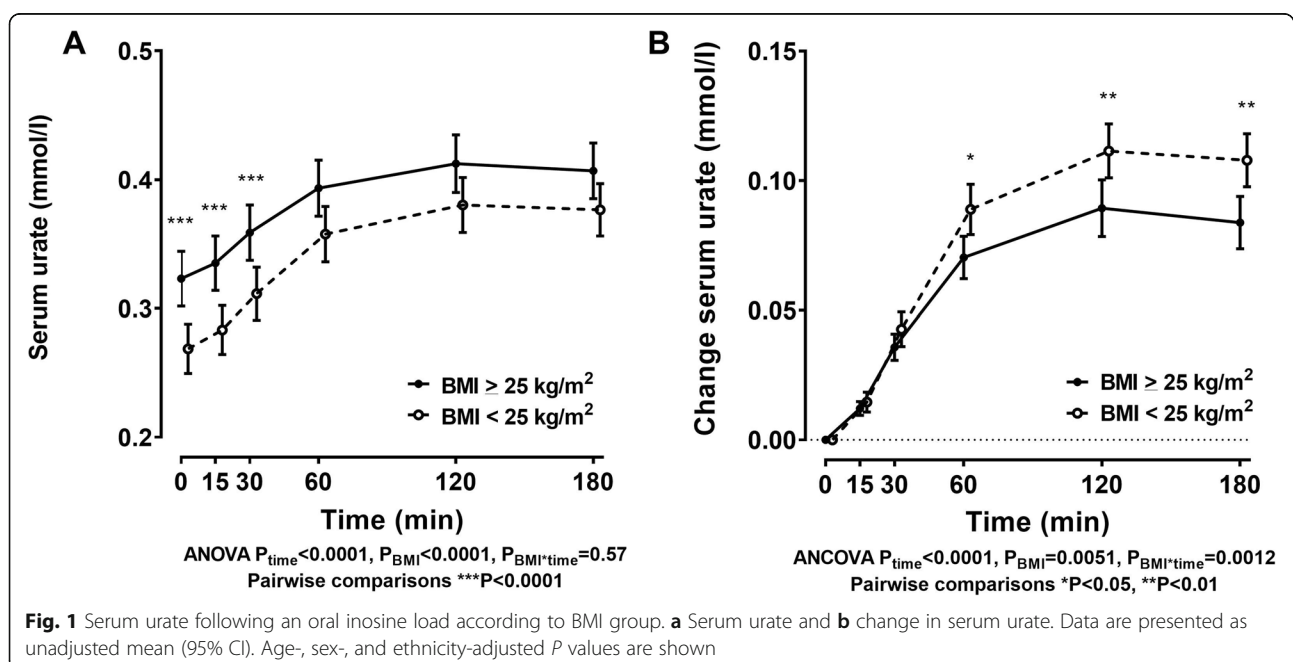 A
Serum urate (mmol/l)
0.5
0.4
0.3
0.2
*** *** ***
BMI ≥ 25 kg/m²
BMI < 25 kg/m²
0 15 30 60 120 180
Time (min)
ANOVA P_time<0.0001, P_BMI<0.0001, P_BMI*time=0.57
Pairwise comparisons ***P<0.0001
B
Change serum urate (mmol/l)
0.15
0.10
0.05
0.00
* ** **
BMI ≥ 25 kg/m²
BMI < 25 kg/m²
0 15 30 60 120 180
Time (min)
ANCOVA P_time<0.0001, P_BMI=0.0051, P_BMI*time=0.0012
Pairwise comparisons *P<0.05, **P<0.01
Fig. 1 Serum urate following an oral inosine load according to BMI group. a Serum urate and b change in serum urate. Data are presented as
unadjusted mean (95% CI). Age-, sex-, and ethnicity-adjusted P values are shown